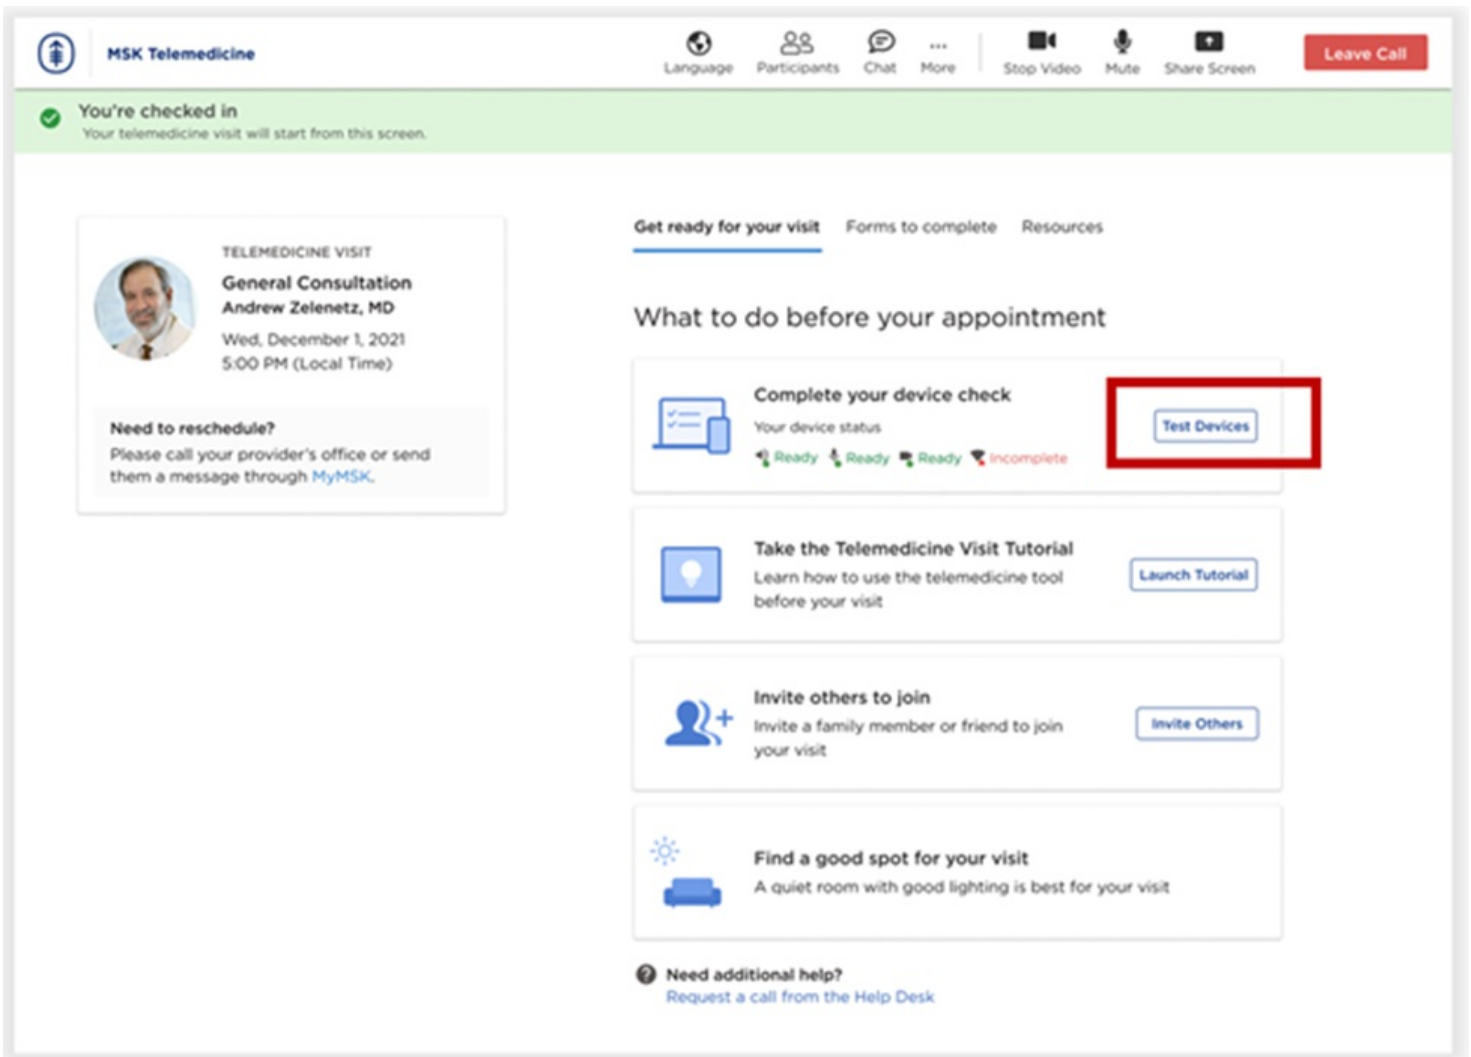 MSK Telemedicine
Language
Participants
Chat
More
Stop Video
Mute
Share Screen
Leave Call
You're checked in
Your telemedicine visit will start from this screen.
TELEMEDICINE VISIT
General Consultation
Andrew Zelenetz, MD
Wed, December 1, 2021
5:00 PM (Local Time)
Need to reschedule?
Please call your provider's office or send
them a message through MyMSK.
Get ready for your visit
Forms to complete
Resources
What to do before your appointment
Complete your device check
Your device status
Ready Ready Ready Incomplete
Test Devices
Take the Telemedicine Visit Tutorial
Learn how to use the telemedicine tool
before your visit
Launch Tutorial
Invite others to join
Invite a family member or friend to join
your visit
Invite Others
Find a good spot for your visit
A quiet room with good lighting is best for your visit
Need additional help?
Request a call from the Help Desk